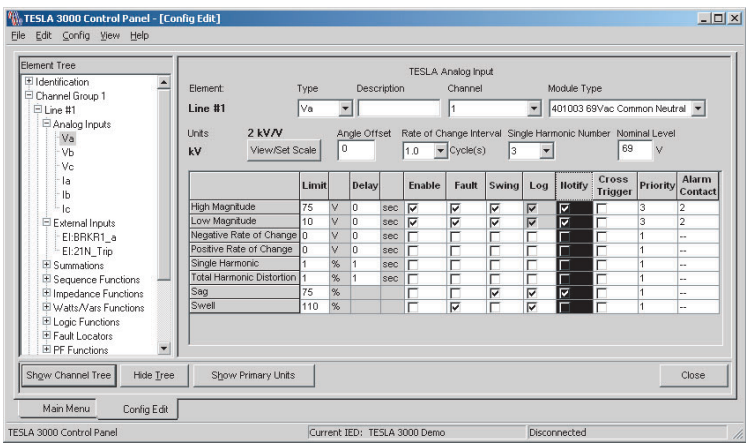 TESLA 3000 Control Panel - [Config Edit]
File Edit Config View Help
Element Tree
Identification
Channel Group 1
Line #1
Analog Inputs
Va
Vb
Vc
Ia
Ib
Ic
External Inputs
EI:BRKR1_a
EI:21N_Trip
Summations
Sequence Functions
Impedance Functions
Watts/Vars Functions
Logic Functions
Fault Locators
PF Functions
TESLA Analog Input
Element: Type Description Channel Module Type
Line #1 Va 1 401003 69Vac Common Neutral
Units 2 kV/V Angle Offset Rate of Change Interval Single Harmonic Number Nominal Level
kV View/Set Scale 0 1.0 Cycle(s) 3 69 V
Limit Delay Enable Fault Swing Log Notify Cross Trigger Priority Alarm Contact
High Magnitude 75 V 0 sec 3 2
Low Magnitude 10 V 0 sec 3 2
Negative Rate of Change 0 V 0 sec 1 --
Positive Rate of Change 0 V 0 sec 1 --
Single Harmonic 1 % 1 sec 1 --
Total Harmonic Distortion 1 % 1 sec 1 --
Sag 75 % 1 --
Swell 110 % 1 --
Show Channel Tree Hide Tree Show Primary Units Close
Main Menu Config Edit
TESLA 3000 Control Panel Current IED: TESLA 3000 Demo Disconnected